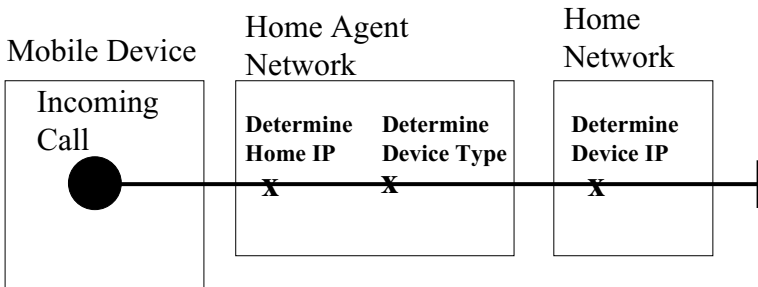 Mobile Device
Home Agent
Network
Home
Network
Incoming
Call
Determine
Home IP
Determine
Device Type
Determine
Device IP
x
x
x